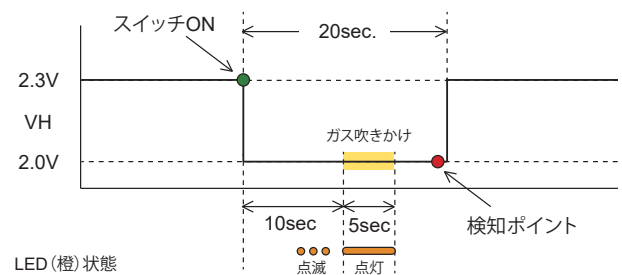 スイッチON
20sec.
2.3V
VH
ガス吹きかけ
2.0V
10sec
5sec
検知ポイント
LED（橙）状態
点滅
点灯